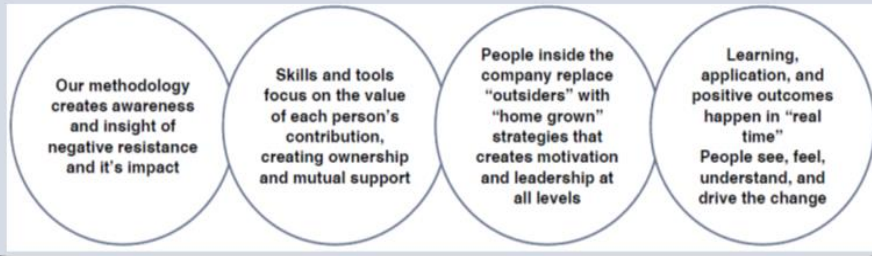 Our methodology
creates awareness
and insight of
negative resistance
and it's impact
Skills and tools
focus on the value
of each person's
contribution,
creating ownership
and mutual support
People inside the
company replace
“outsiders” with
“home grown”
strategies that
creates motivation
and leadership at
all levels
Learning,
application, and
positive outcomes
happen in “real
time”
People see, feel,
understand, and
drive the change